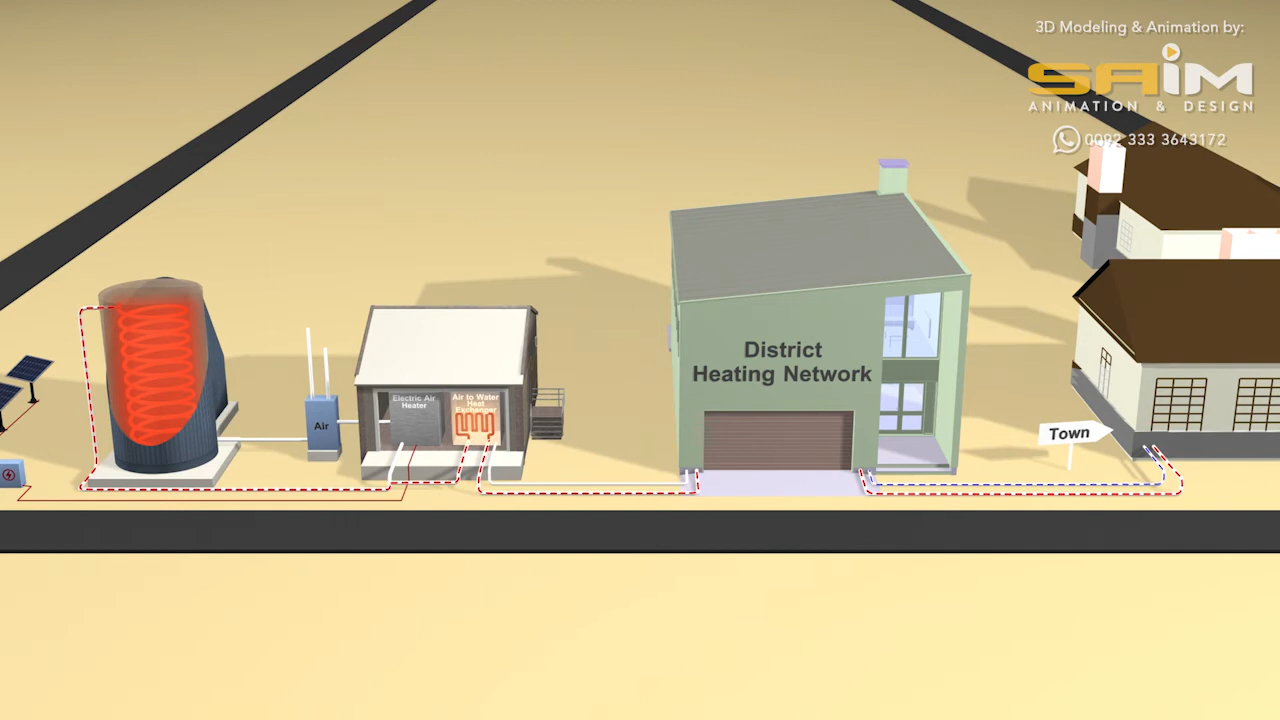 3D Modeling & Animation by:
SAIM
ANIMATION & DESIGN
0092 333 3643172
District
Heating Network
Electric Air
Heater
Air to Water
Heat
Exchanger
Air
Town